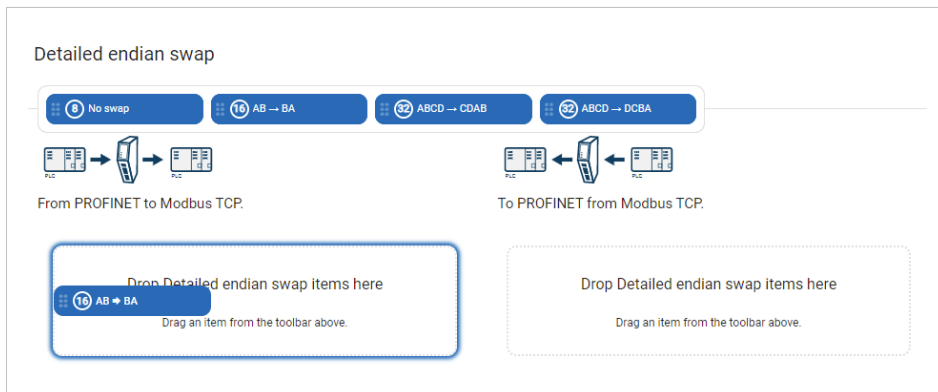 Detailed endian swap
8 No swap
16 AB → BA
32 ABCD → CDAB
32 ABCD → DCBA
PLC
PLC
PLC
PLC
From PROFINET to Modbus TCP.
To PROFINET from Modbus TCP.
Drop Detailed endian swap items here
16 AB → BA
Drag an item from the toolbar above.
Drop Detailed endian swap items here
Drag an item from the toolbar above.